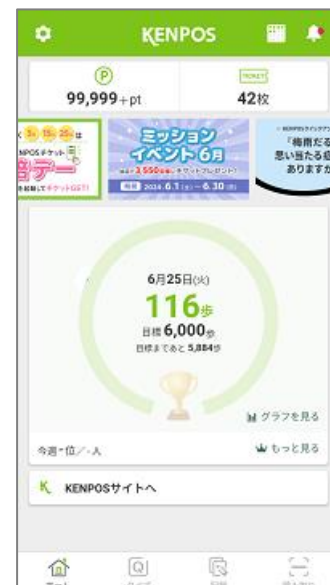 KENPOS
P
TICKET
99,999+pt
42枚
3 15 25 は
ミッション
イベント6月
2024.6.1(土)~6.30(日)
「梅雨だる
思い当たる症
ありますか
6月25日(火)
116歩
目標 6,000歩
目標まであと 5,884歩
グラフを見る
今週-位/-人
もっと見る
K KENPOSサイトへ